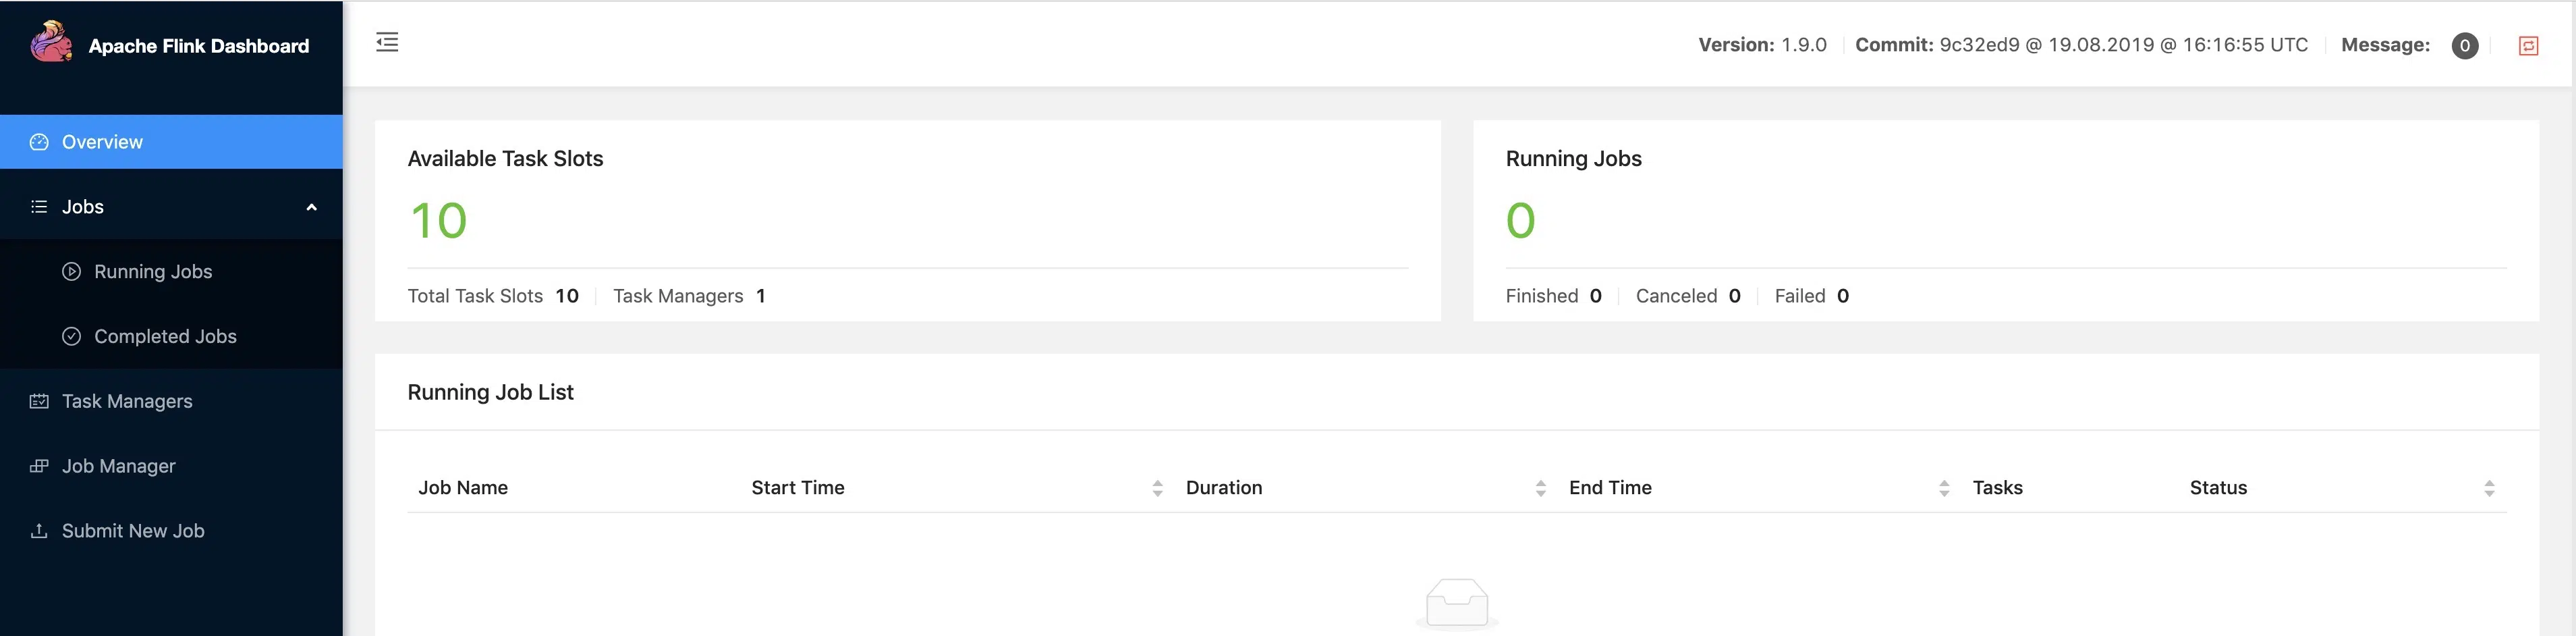 Apache Flink Dashboard
Version: 1.9.0 Commit: 9c32ed9 @ 19.08.2019 @ 16:16:55 UTC Message: 0
Overview
Jobs
Running Jobs
Completed Jobs
Task Managers
Job Manager
Submit New Job
Available Task Slots
10
Total Task Slots 10 Task Managers 1
Running Jobs
0
Finished 0 Canceled 0 Failed 0
Running Job List
Job Name Start Time Duration End Time Tasks Status